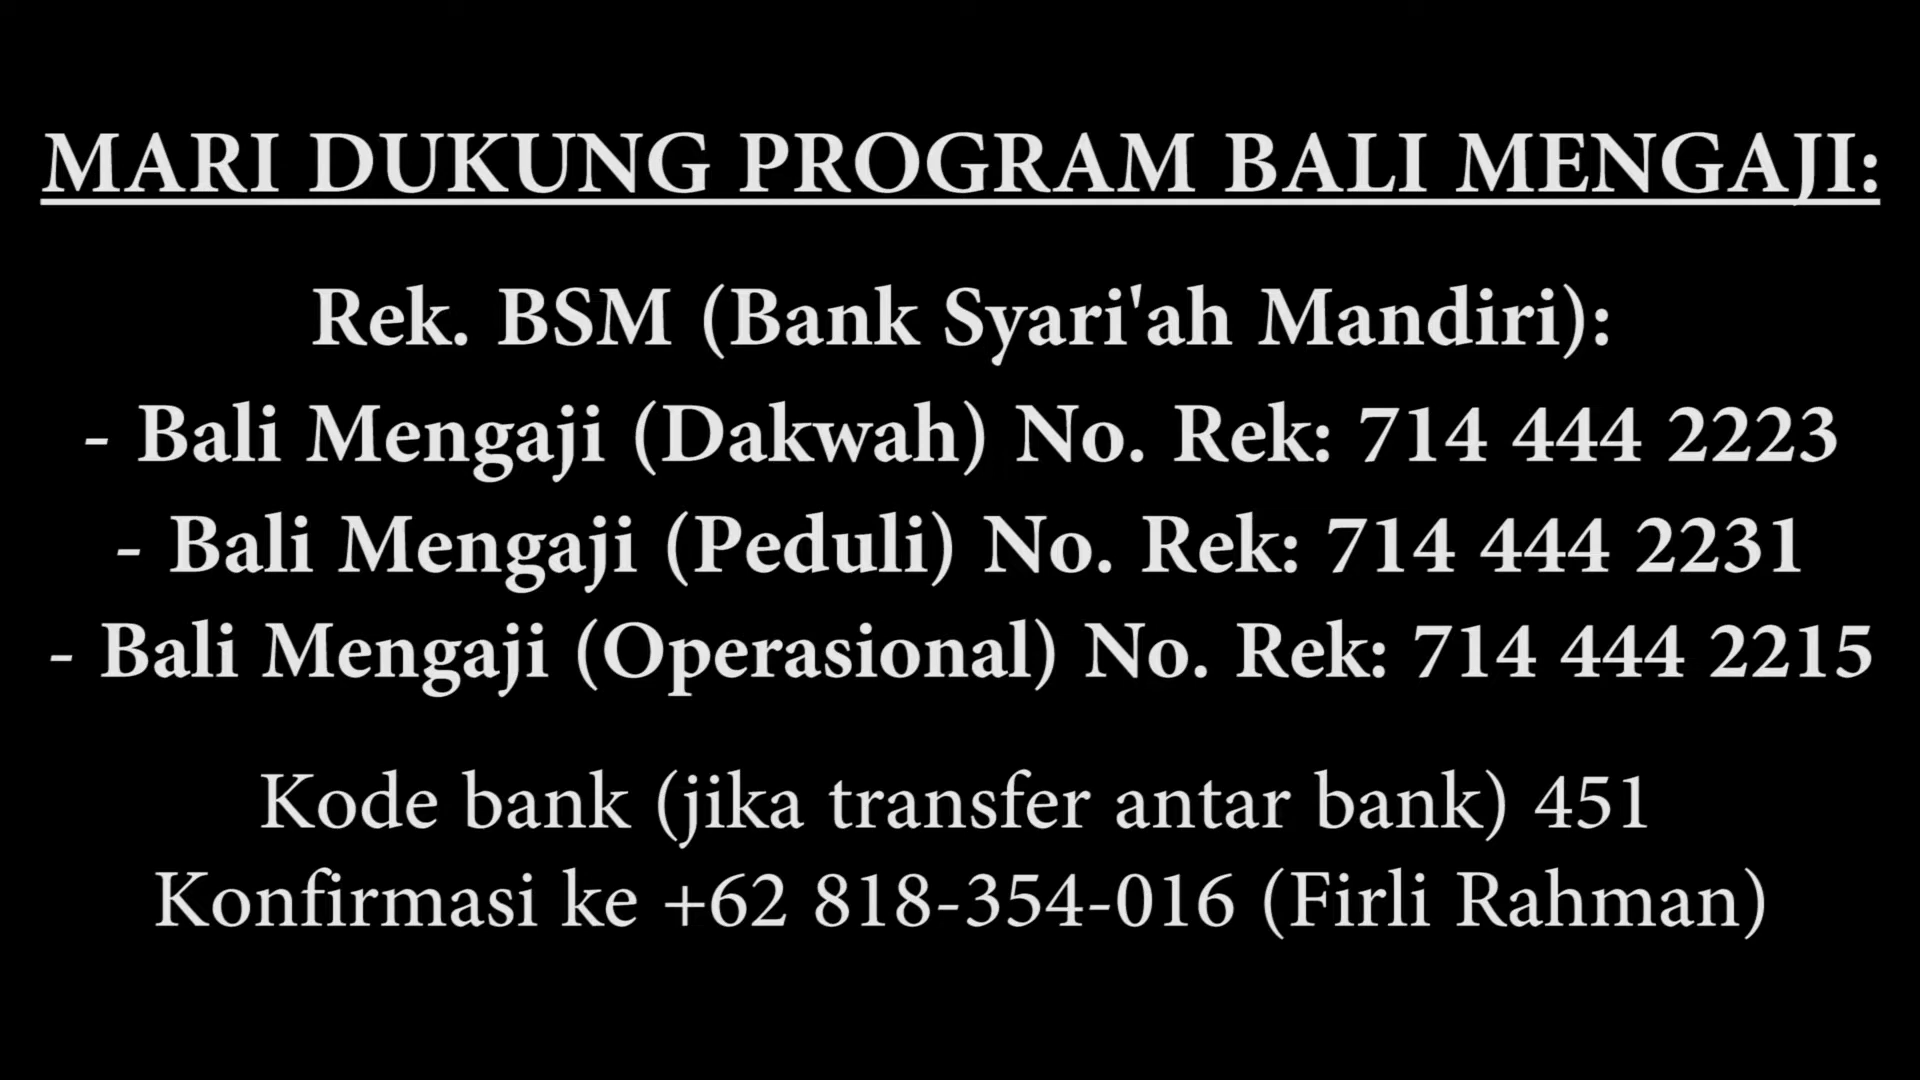 MARI DUKUNG PROGRAM BALI MENGAJI:
Rek. BSM (Bank Syari'ah Mandiri):
- Bali Mengaji (Dakwah) No. Rek: 714 444 2223
- Bali Mengaji (Peduli) No. Rek: 714 444 2231
- Bali Mengaji (Operasional) No. Rek: 714 444 2215
Kode bank (jika transfer antar bank) 451
Konfirmasi ke +62 818-354-016 (Firli Rahman)